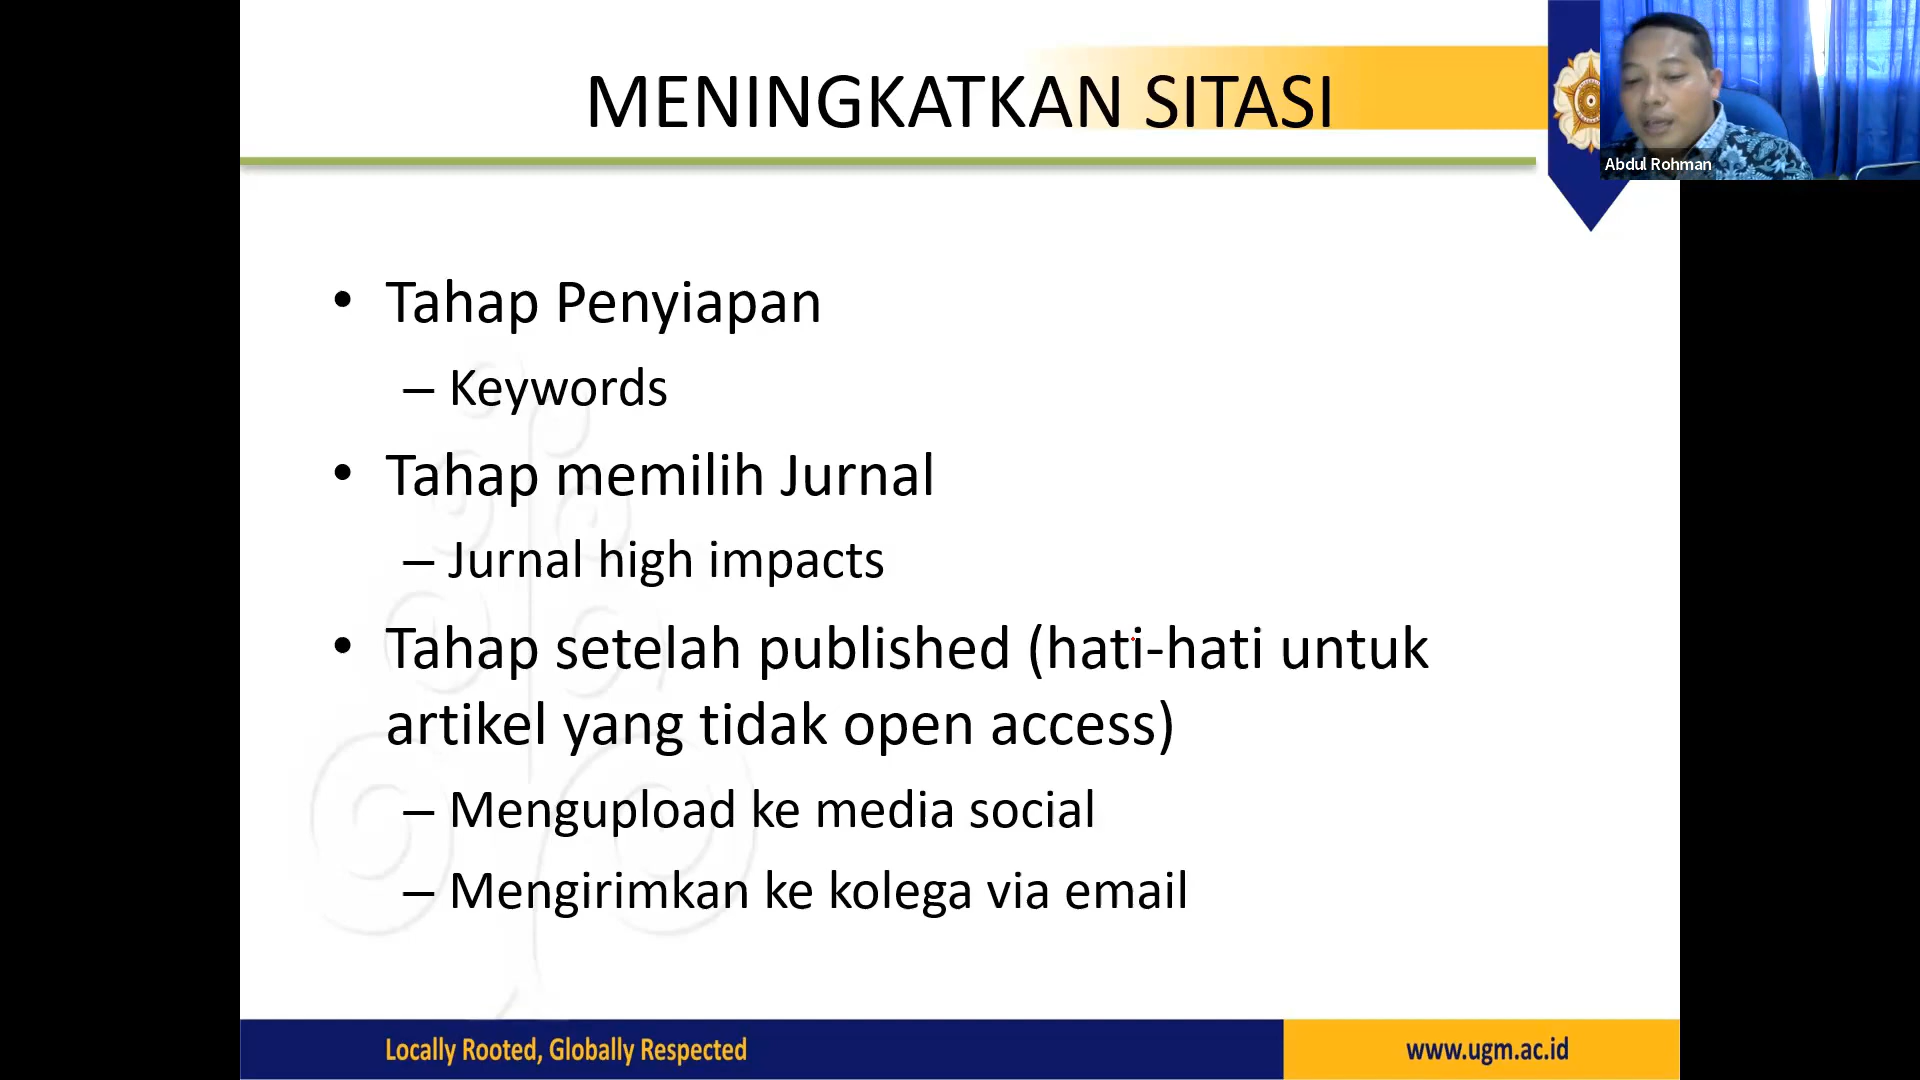 MENINGKATKAN SITASI
Abdul Rohman
• Tahap Penyiapan
– Keywords
• Tahap memilih Jurnal
– Jurnal high impacts
• Tahap setelah published (hati-hati untuk
artikel yang tidak open access)
– Mengupload ke media social
– Mengirimkan ke kolega via email
Locally Rooted, Globally Respected
www.ugm.ac.id